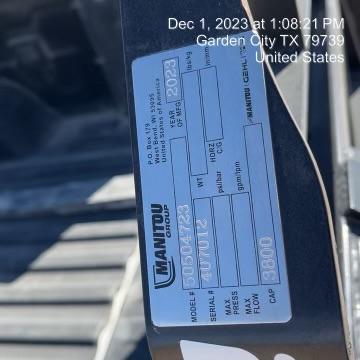 Dec 1, 2023 at 1:08:21 PM
Garden City TX 79739
United States
MANITOU
GROUP
P.O. Box 179
West Bend, WI 53095
United States of America
MODEL # 50504723
YEAR OF MFG 2023
SERIAL # 407012
WT lbs/kg
HORZ C/G in/mm
MAX PRESS psi/bar
MAX FLOW gpm/lpm
CAP 3800
MANITOU GEHL